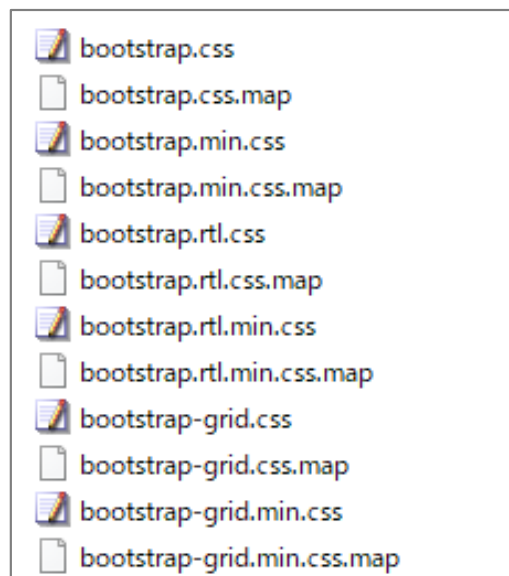 bootstrap.css
bootstrap.css.map
bootstrap.min.css
bootstrap.min.css.map
bootstrap.rtl.css
bootstrap.rtl.css.map
bootstrap.rtl.min.css
bootstrap.rtl.min.css.map
bootstrap-grid.css
bootstrap-grid.css.map
bootstrap-grid.min.css
bootstrap-grid.min.css.map